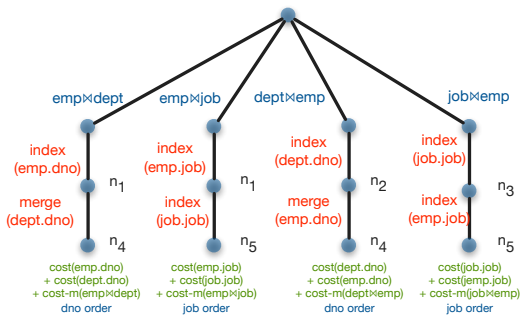 emp⋈dept
emp⋈job
dept⋈emp
job⋈emp
index
(emp.dno)
n1
merge
(dept.dno)
n4
cost(emp.dno)
+ cost(dept.dno)
+ cost-m(emp⋈dept)
dno order
index
(emp.job)
n1
index
(job.job)
n5
cost(emp.job)
+ cost(job.job)
+ cost-m(emp⋈job)
job order
index
(dept.dno)
n2
merge
(emp.dno)
n4
cost(dept.dno)
+ cost(emp.dno)
+ cost-m(dept⋈emp)
dno order
index
(job.job)
n3
index
(emp.job)
n5
cost(job.job)
+ cost(jemp.job)
+ cost-m(job⋈emp)
job order